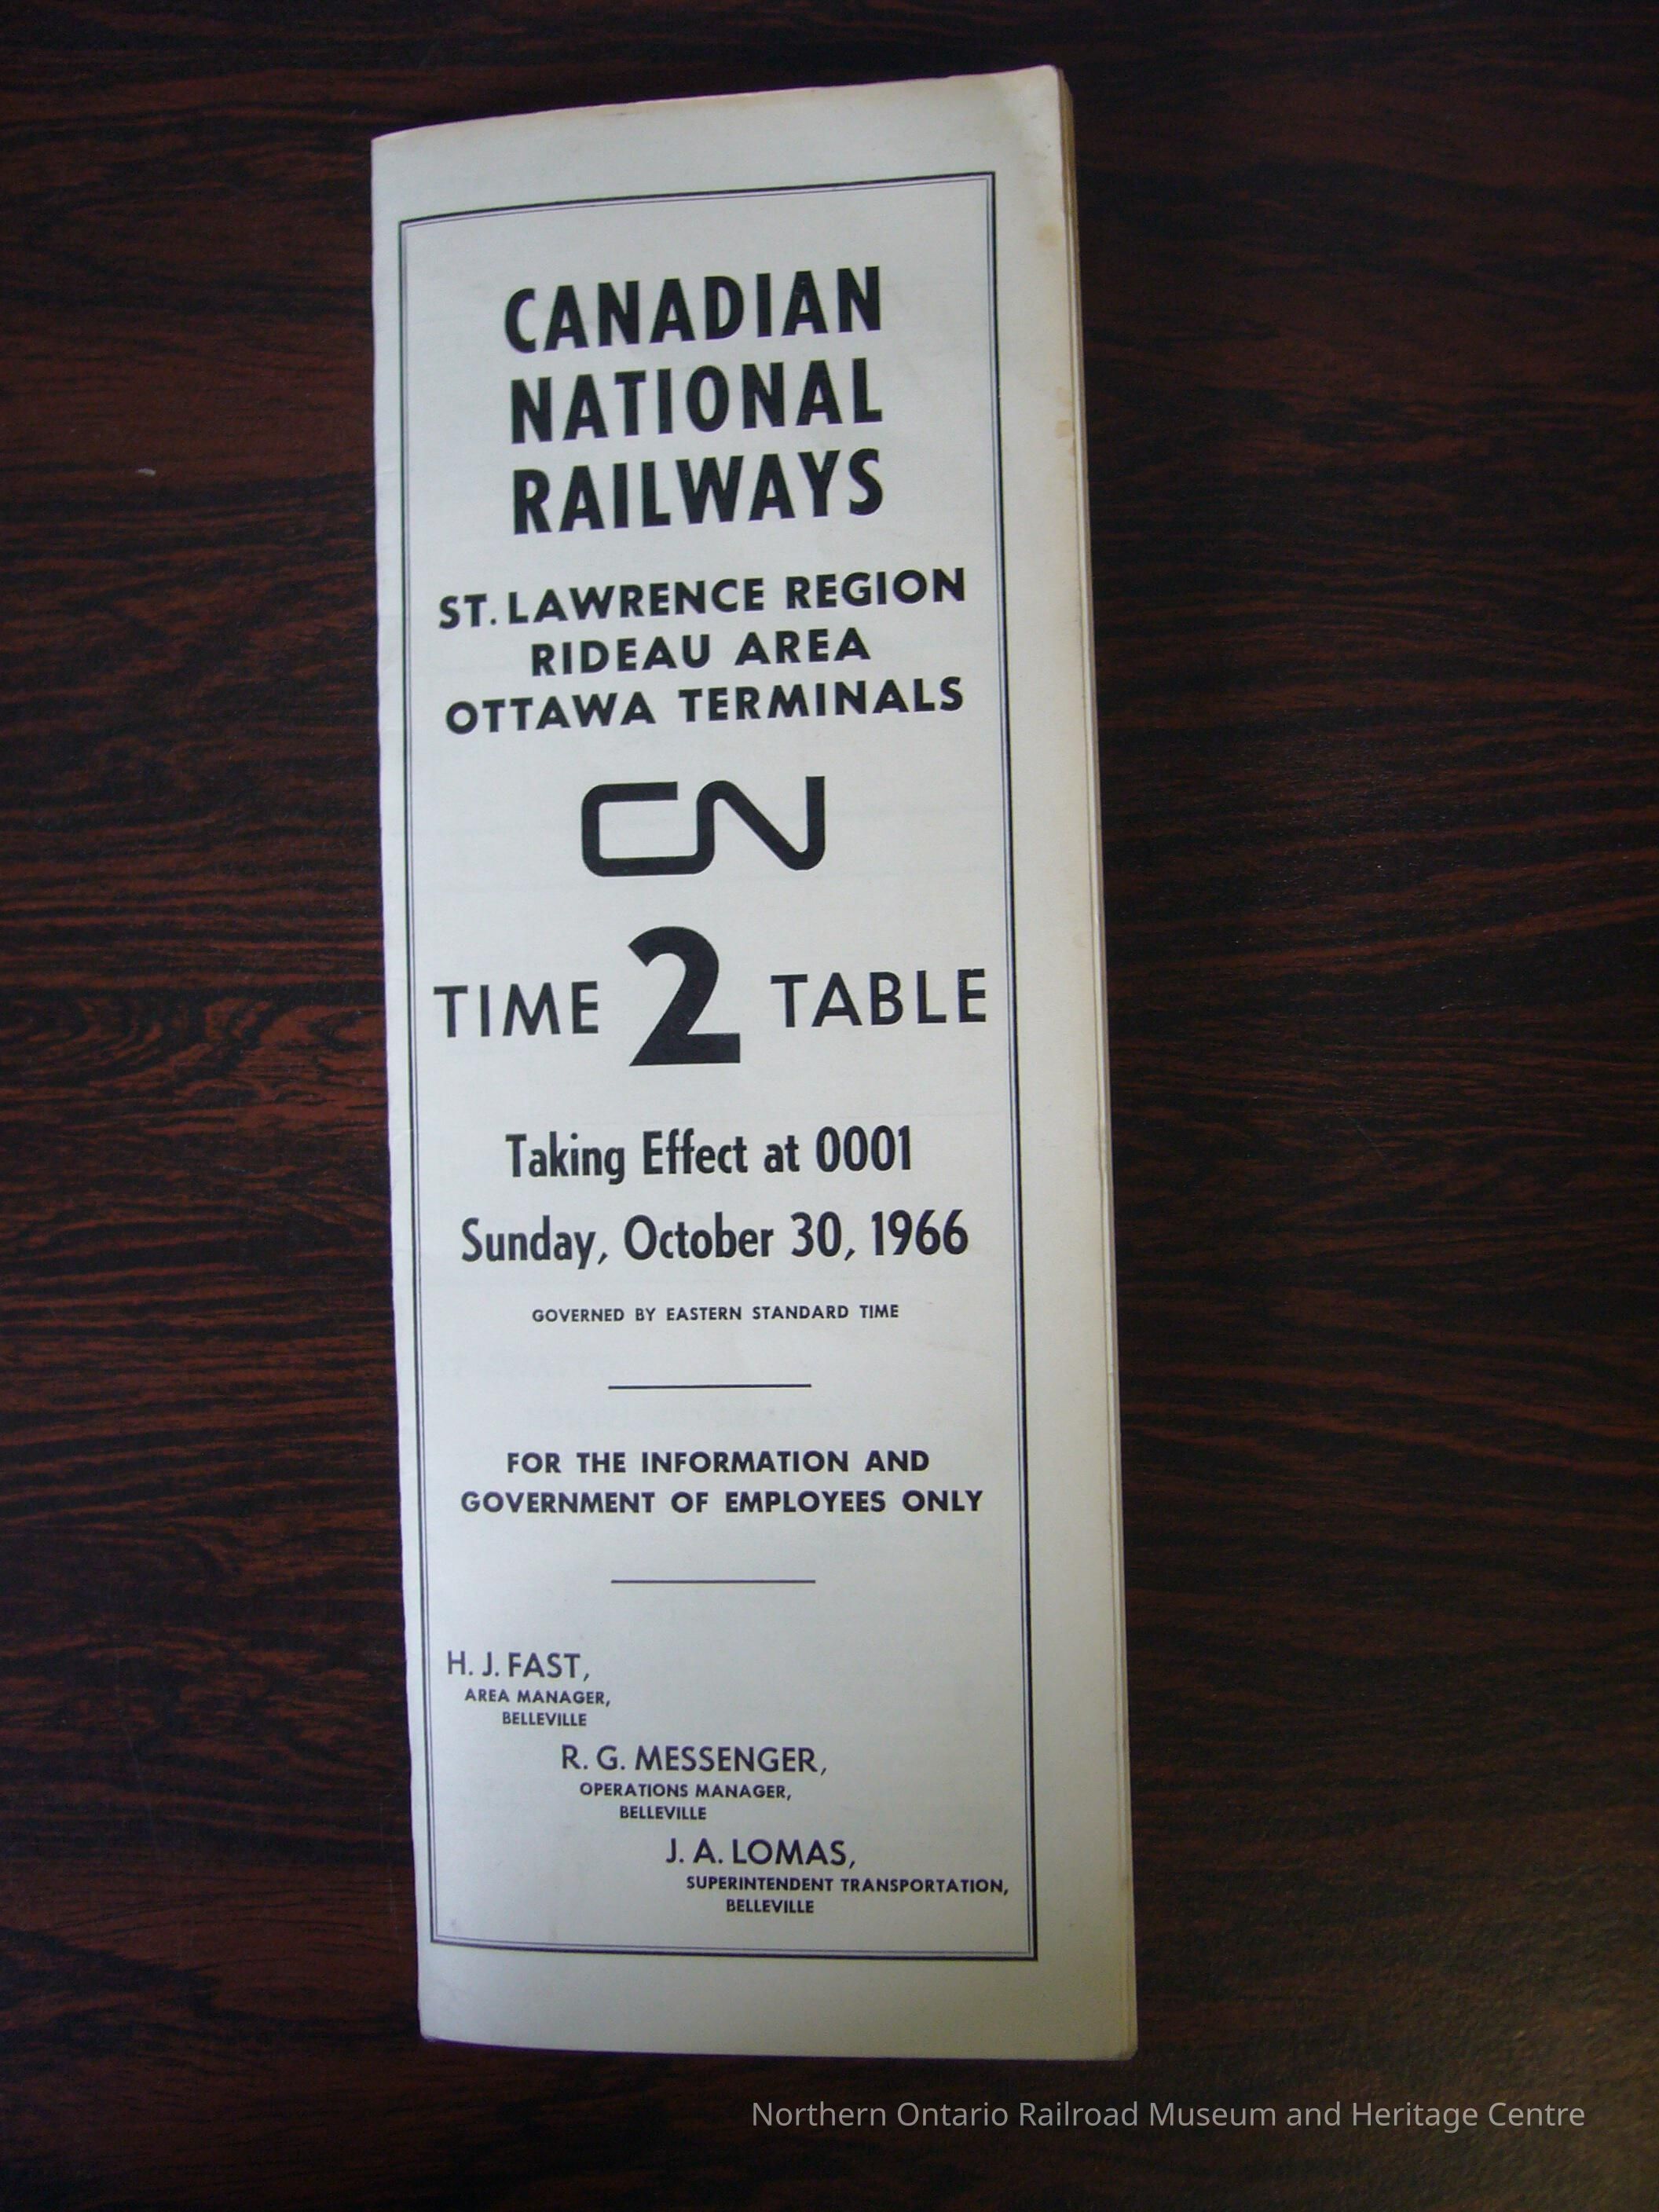 CANADIAN
NATIONAL
RAILWAYS
ST. LAWRENCE REGION
RIDEAU AREA
OTTAWA TERMINALS
CN
TIME 2 TABLE
Taking Effect at 0001
Sunday, October 30, 1966
GOVERNED BY EASTERN STANDARD TIME
FOR THE INFORMATION AND
GOVERNMENT OF EMPLOYEES ONLY
H. J. FAST,
AREA MANAGER,
BELLEVILLE
R. G. MESSENGER,
OPERATIONS MANAGER,
BELLEVILLE
J. A. LOMAS,
SUPERINTENDENT TRANSPORTATION,
BELLEVILLE
Northern Ontario Railroad Museum and Heritage Centre